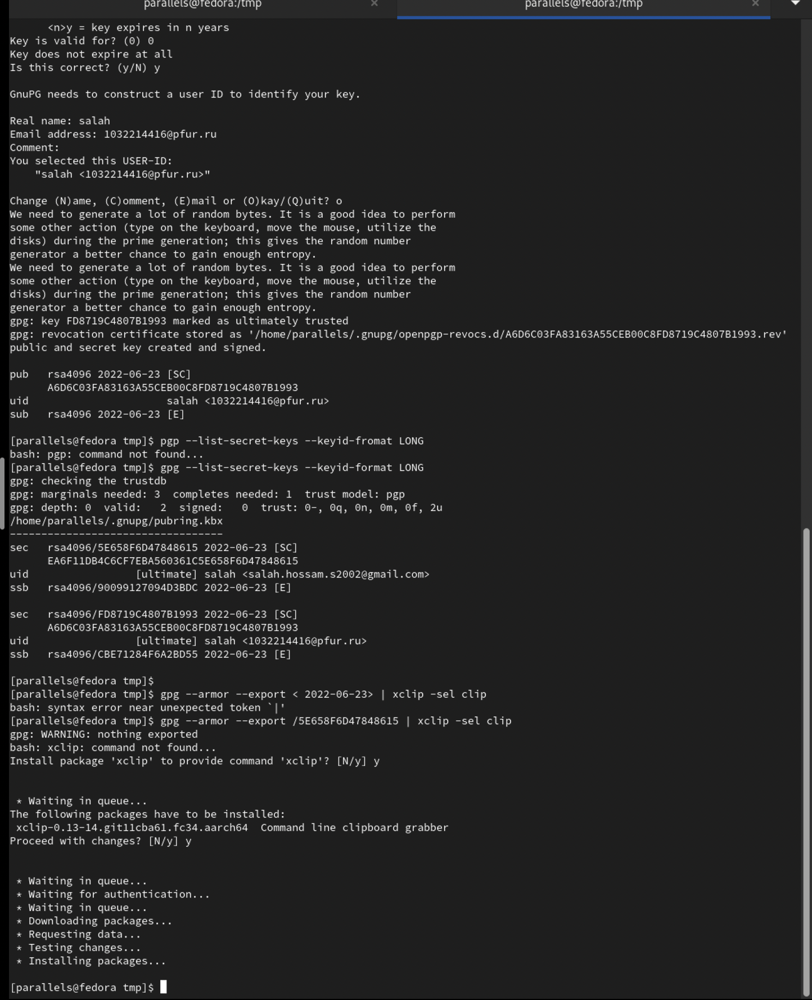 parallels@fedora:/tmp × parallels@fedora:/tmp ×
<n>y = key expires in n years
Key is valid for? (0) 0
Key does not expire at all
Is this correct? (y/N) y
GnuPG needs to construct a user ID to identify your key.
Real name: salah
Email address: 1032214416@pfur.ru
Comment:
You selected this USER-ID:
"salah <1032214416@pfur.ru>"
Change (N)ame, (C)omment, (E)mail or (O)kay/(Q)uit? o
We need to generate a lot of random bytes. It is a good idea to perform
some other action (type on the keyboard, move the mouse, utilize the
disks) during the prime generation; this gives the random number
generator a better chance to gain enough entropy.
We need to generate a lot of random bytes. It is a good idea to perform
some other action (type on the keyboard, move the mouse, utilize the
disks) during the prime generation; this gives the random number
generator a better chance to gain enough entropy.
gpg: key FD8719C4807B1993 marked as ultimately trusted
gpg: revocation certificate stored as '/home/parallels/.gnupg/openpgp-revocs.d/A6D6C03FA83163A55CEB00C8FD8719C4807B1993.rev'
public and secret key created and signed.
pub   rsa4096 2022-06-23 [SC]
A6D6C03FA83163A55CEB00C8FD8719C4807B1993
uid                      salah <1032214416@pfur.ru>
sub   rsa4096 2022-06-23 [E]
[parallels@fedora tmp]$ pgp --list-secret-keys --keyid-fromat LONG
bash: pgp: command not found...
[parallels@fedora tmp]$ gpg --list-secret-keys --keyid-format LONG
gpg: checking the trustdb
gpg: marginals needed: 3  completes needed: 1  trust model: pgp
gpg: depth: 0  valid:   2  signed:   0  trust: 0-, 0q, 0n, 0m, 0f, 2u
/home/parallels/.gnupg/pubring.kbx
----------------------------------
sec   rsa4096/5E658F6D47848615 2022-06-23 [SC]
EA6F11DB4C6CF7EBA560361C5E658F6D47848615
uid                 [ultimate] salah <salah.hossam.s2002@gmail.com>
ssb   rsa4096/90099127094D3BDC 2022-06-23 [E]
sec   rsa4096/FD8719C4807B1993 2022-06-23 [SC]
A6D6C03FA83163A55CEB00C8FD8719C4807B1993
uid                 [ultimate] salah <1032214416@pfur.ru>
ssb   rsa4096/CBE71284F6A2BD55 2022-06-23 [E]
[parallels@fedora tmp]$
[parallels@fedora tmp]$ gpg --armor --export < 2022-06-23> | xclip -sel clip
bash: syntax error near unexpected token `|'
[parallels@fedora tmp]$ gpg --armor --export /5E658F6D47848615 | xclip -sel clip
gpg: WARNING: nothing exported
bash: xclip: command not found...
Install package 'xclip' to provide command 'xclip'? [N/y] y
* Waiting in queue...
The following packages have to be installed:
xclip-0.13-14.git11cba61.fc34.aarch64  Command line clipboard grabber
Proceed with changes? [N/y] y
* Waiting in queue...
* Waiting for authentication...
* Waiting in queue...
* Downloading packages...
* Requesting data...
* Testing changes...
* Installing packages...
[parallels@fedora tmp]$